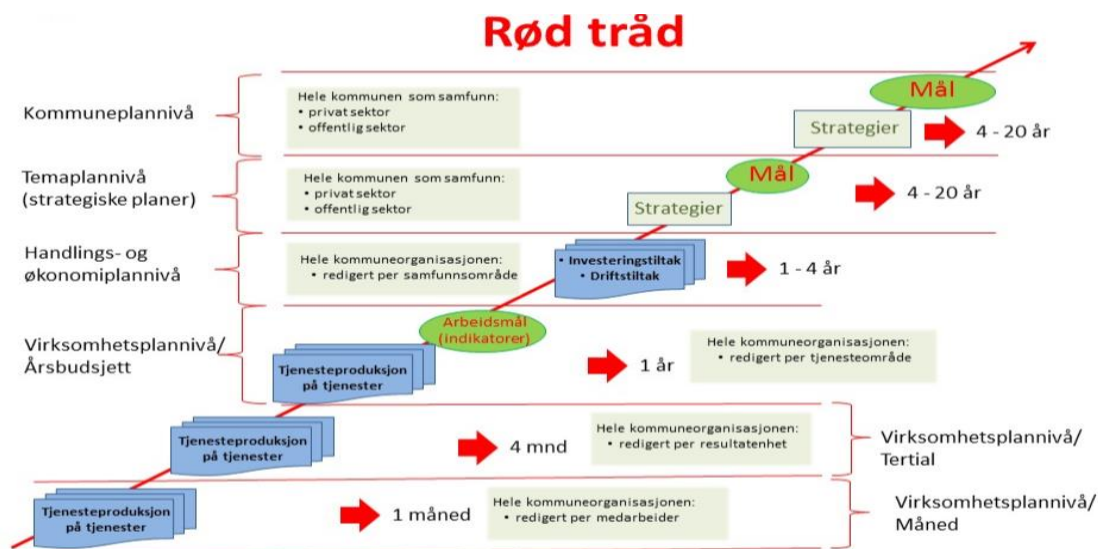 Rød tråd
Kommuneplannivå
Hele kommunen som samfunn:
• privat sektor
• offentlig sektor
Mål
Strategier
4 - 20 år
Temaplannivå
(strategiske planer)
Hele kommunen som samfunn:
• privat sektor
• offentlig sektor
Mål
Strategier
4 - 20 år
Handlings- og
økonomiplannivå
Hele kommuneorganisasjonen:
• redigert per samfunnsområde
• Investeringstiltak
• Driftstiltak
1 - 4 år
Virksomhetsplannivå/
Årsbudsjett
Arbeidsmål
(indikatorer)
Tjenesteproduksjon
på tjenester
1 år
Hele kommuneorganisasjonen:
• redigert per tjenesteområde
Tjenesteproduksjon
på tjenester
4 mnd
Hele kommuneorganisasjonen:
• redigert per resultatenhet
Virksomhetsplannivå/
Tertial
Tjenesteproduksjon
på tjenester
1 måned
Hele kommuneorganisasjonen:
• redigert per medarbeider
Virksomhetsplannivå/
Måned